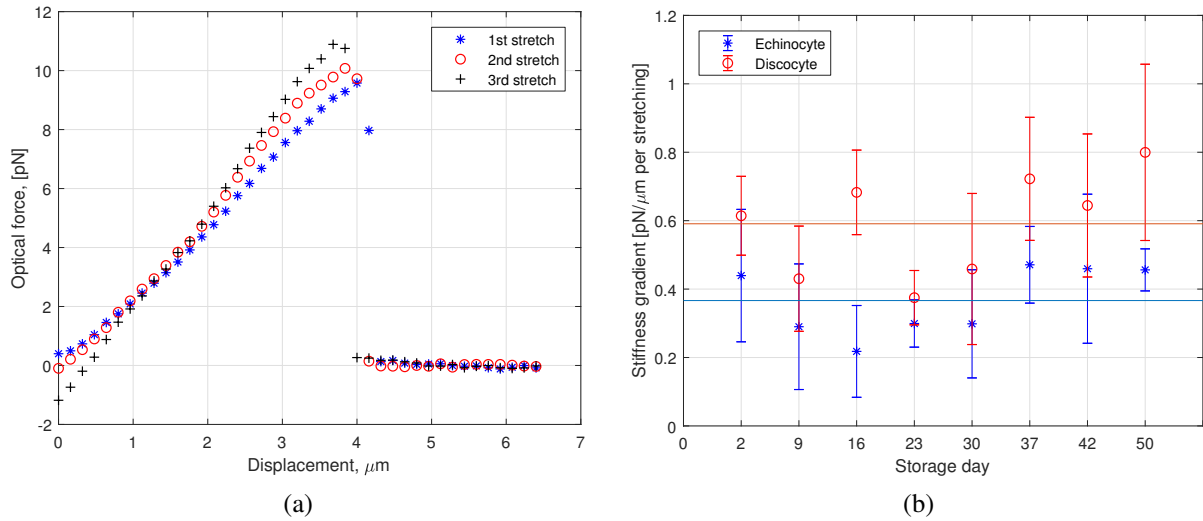 12
10
8
6
4
2
0
-2
Optical force, [pN]
1st stretch
2nd stretch
3rd stretch
0 1 2 3 4 5 6 7
Displacement, μm
(a)
1.2
1
0.8
0.6
0.4
0.2
0
Stiffness gradient [pN/μm per stretching]
Echinocyte
Discocyte
0 2 9 16 23 30 37 42 50
Storage day
(b)